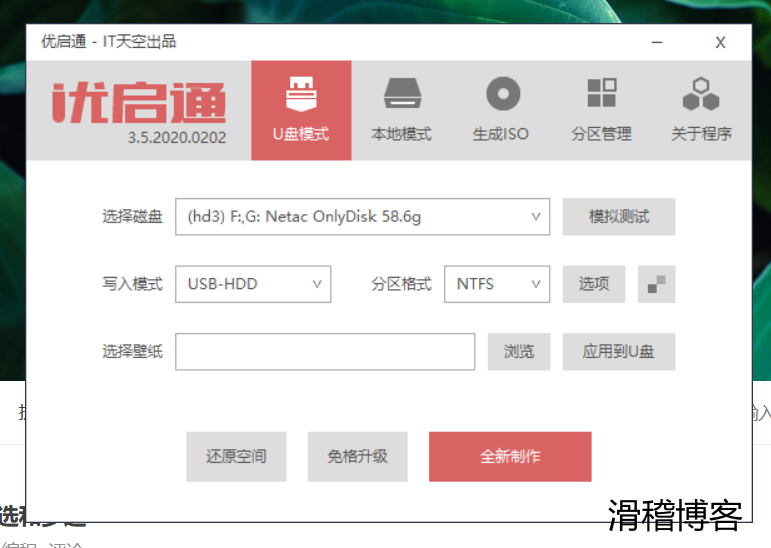 优启通 - IT天空出品
优启通
3.5.2020.0202
U盘模式
本地模式
生成ISO
分区管理
关于程序
选择磁盘
(hd3) F:,G: Netac OnlyDisk 58.6g
模拟测试
写入模式
USB-HDD
分区格式
NTFS
选项
选择壁纸
浏览
应用到U盘
还原空间
免格升级
全新制作
滑稽博客